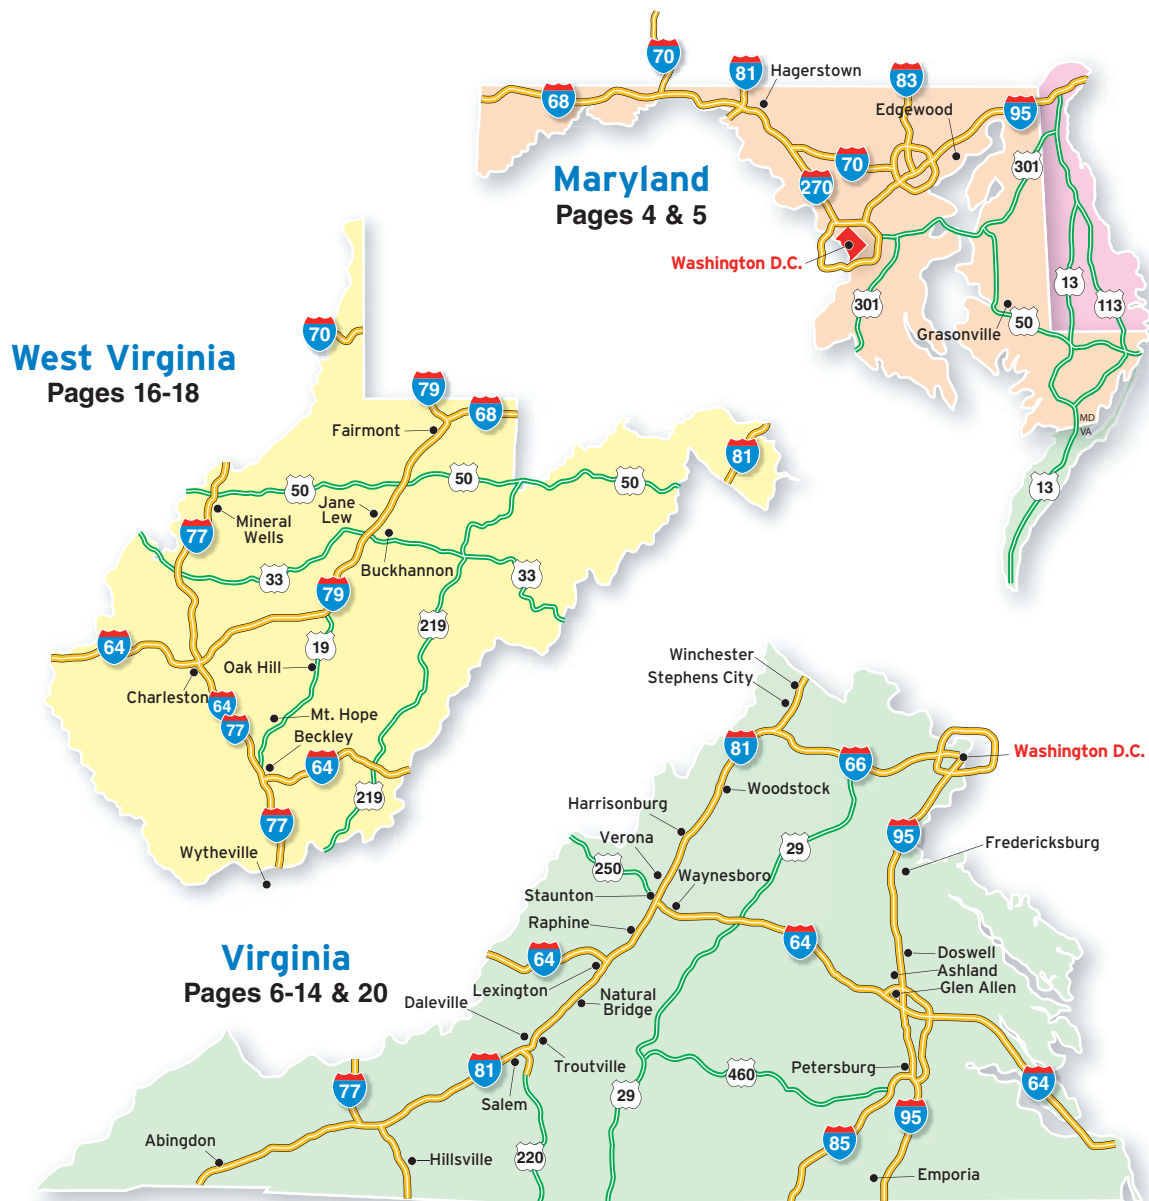 70
81
Hagerstown
83
68
Edgewood
95
301
70
Maryland
Pages 4 & 5
270
Washington D.C.
13
301
113
50
Grasonville
MD
VA
13
70
West Virginia
Pages 16-18
79
68
Fairmont
81
50
50
50
Jane
Lew
Mineral
Wells
77
Buckhannon
33
33
79
219
64
19
Oak Hill
Charleston
64
Mt. Hope
77
Beckley
64
219
77
Wytheville
Winchester
Stephens City
81
66
Washington D.C.
Woodstock
Harrisonburg
95
Verona
29
Fredericksburg
250
Waynesboro
Staunton
Raphine
64
64
Virginia
Pages 6-14 & 20
Doswell
Ashland
Glen Allen
Lexington
Natural
Bridge
Daleville
Troutville
81
Petersburg
460
77
64
29
Salem
95
85
Abingdon
Hillsville
220
Emporia